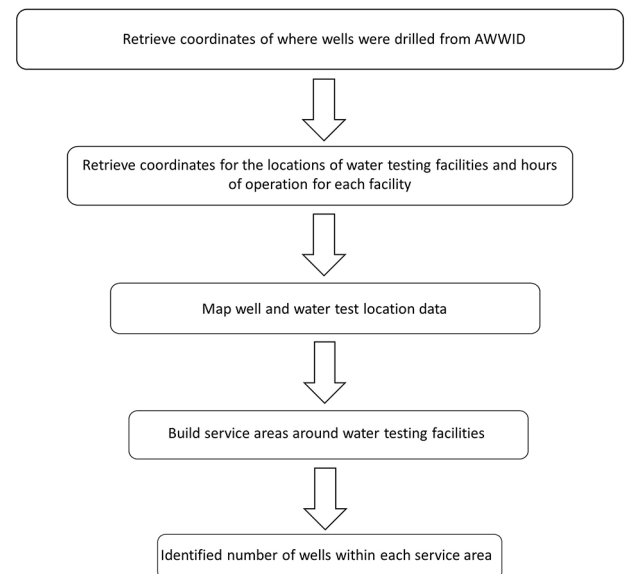 Retrieve coordinates of where wells were drilled from AWWID
Retrieve coordinates for the locations of water testing facilities and hours
of operation for each facility
Map well and water test location data
Build service areas around water testing facilities
Identified number of wells within each service area